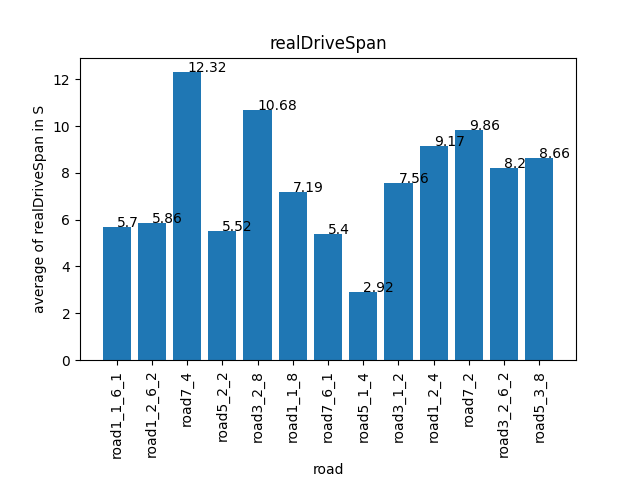 realDriveSpan
average of realDriveSpan in S
12
10
8
6
4
2
0
5.7
5.86
12.32
5.52
10.68
7.19
5.4
2.92
7.56
9.17
9.86
8.2
8.66
road1_1_6_1
road1_2_6_2
road7_4
road5_2_2
road3_2_8
road1_1_8
road7_6_1
road5_1_4
road3_1_2
road1_2_4
road7_2
road3_2_6_2
road5_3_8
road